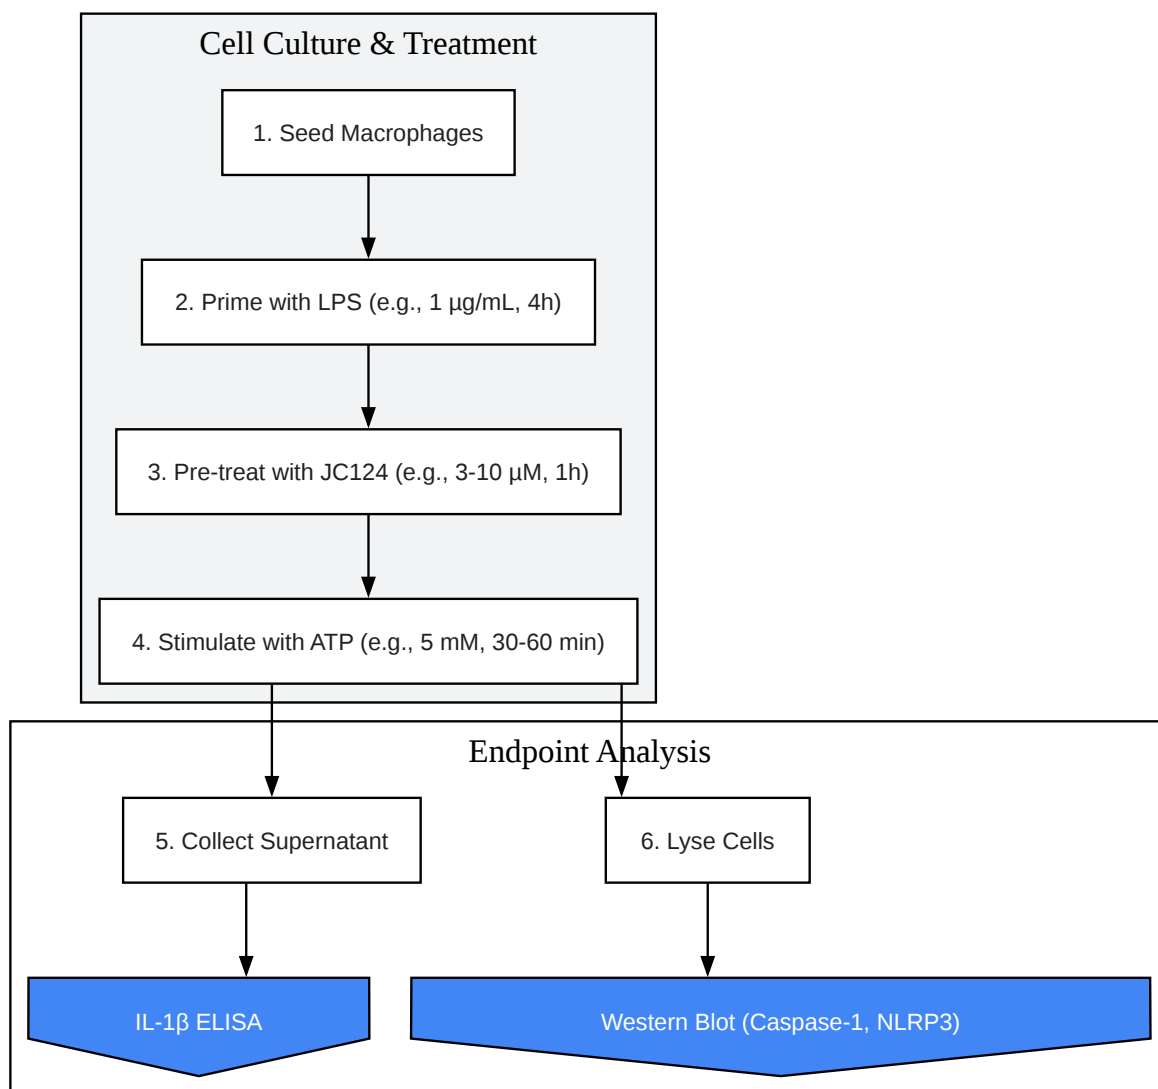 Cell Culture & Treatment
1. Seed Macrophages
2. Prime with LPS (e.g., 1 µg/mL, 4h)
3. Pre-treat with JC124 (e.g., 3-10 µM, 1h)
4. Stimulate with ATP (e.g., 5 mM, 30-60 min)
Endpoint Analysis
5. Collect Supernatant
6. Lyse Cells
IL-1β ELISA
Western Blot (Caspase-1, NLRP3)